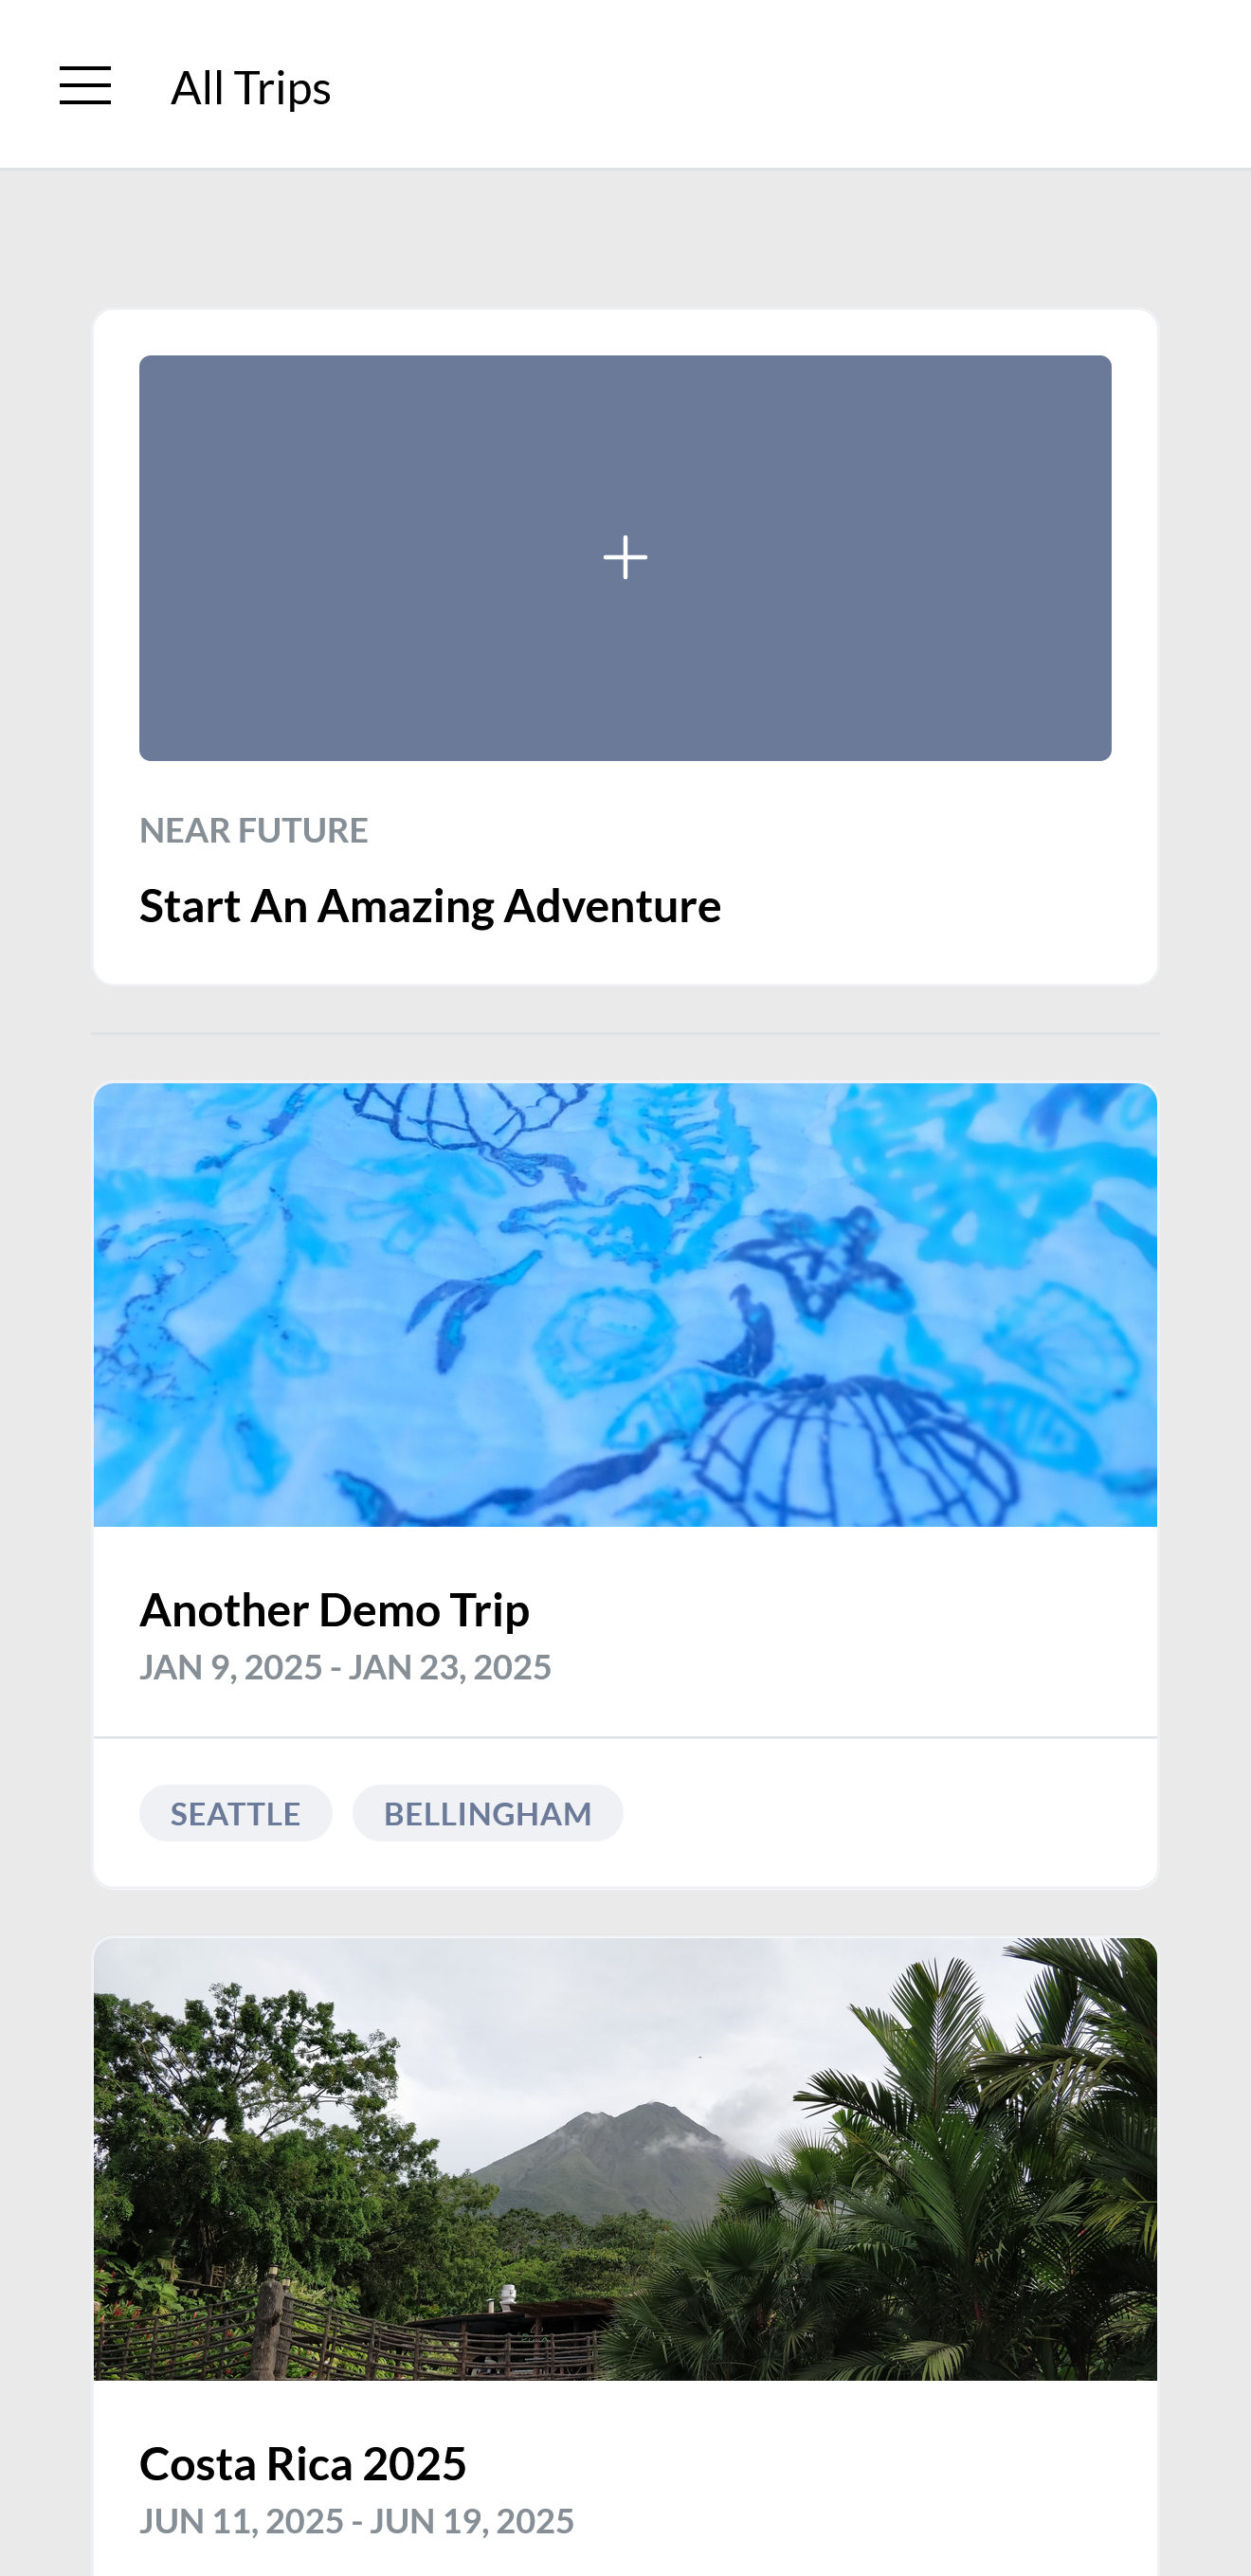 All Trips
NEAR FUTURE
Start An Amazing Adventure
Another Demo Trip
JAN 9, 2025 - JAN 23, 2025
SEATTLE BELLINGHAM
Costa Rica 2025
JUN 11, 2025 - JUN 19, 2025